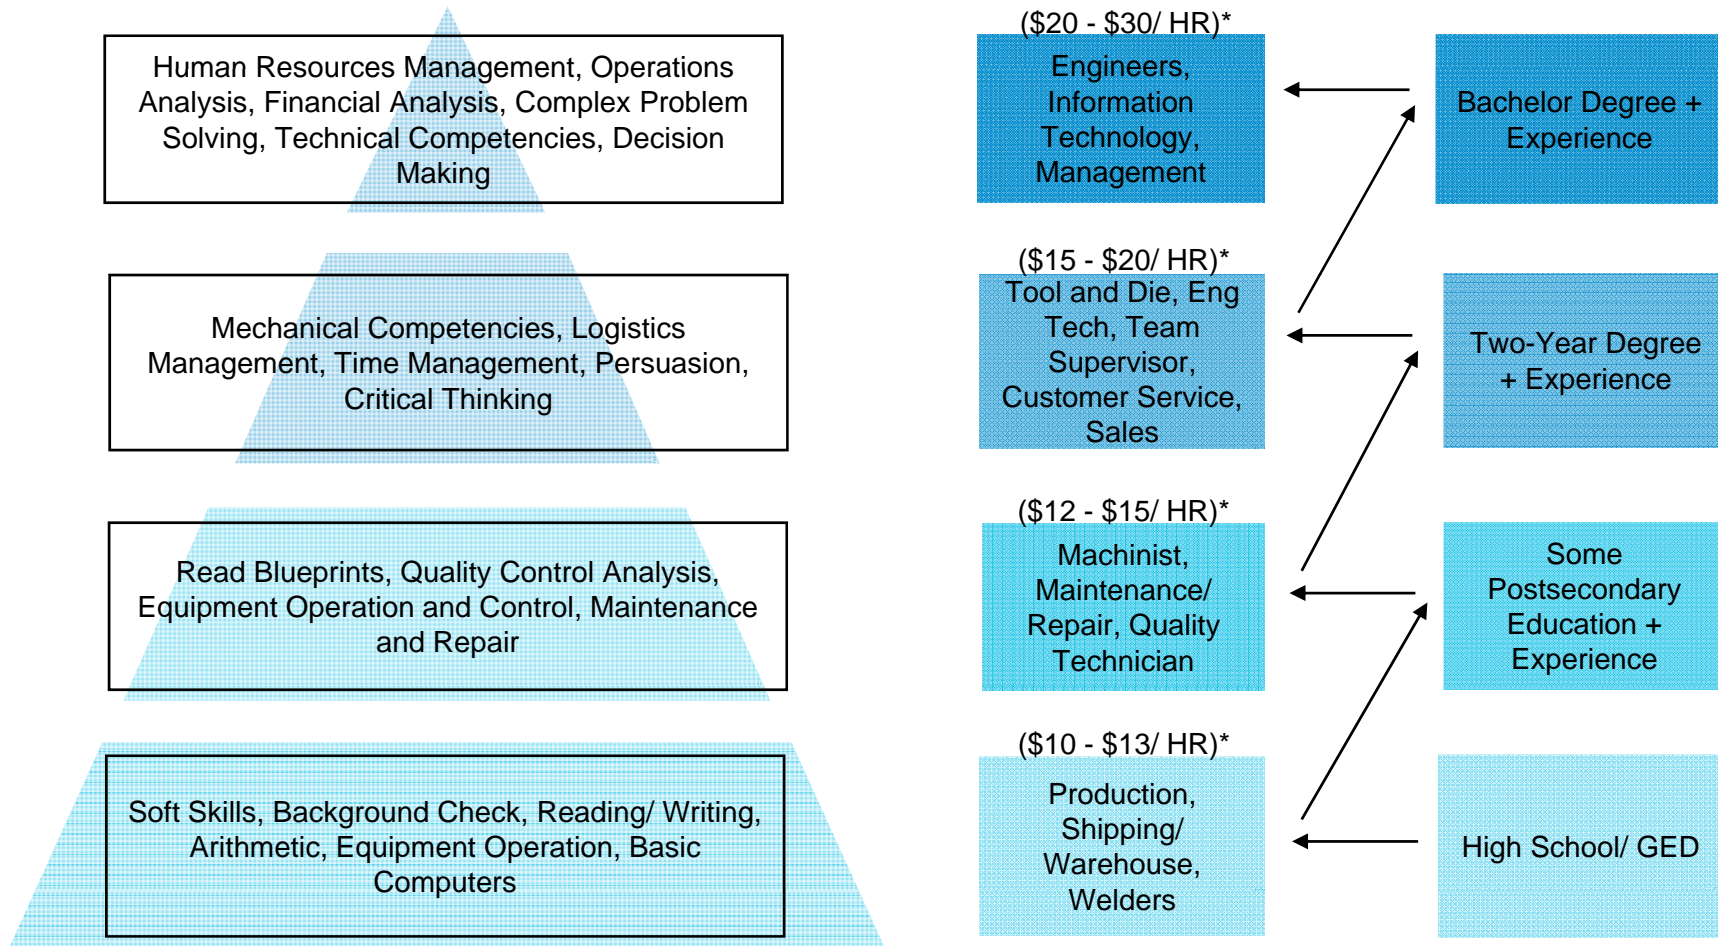 Human Resources Management, Operations
Analysis, Financial Analysis, Complex Problem
Solving, Technical Competencies, Decision
Making
($20 - $30/ HR)*
Engineers,
Information
Technology,
Management
Bachelor Degree +
Experience
Mechanical Competencies, Logistics
Management, Time Management, Persuasion,
Critical Thinking
($15 - $20/ HR)*
Tool and Die, Eng
Tech, Team
Supervisor,
Customer Service,
Sales
Two-Year Degree
+ Experience
Read Blueprints, Quality Control Analysis,
Equipment Operation and Control, Maintenance
and Repair
($12 - $15/ HR)*
Machinist,
Maintenance/
Repair, Quality
Technician
Some
Postsecondary
Education +
Experience
Soft Skills, Background Check, Reading/ Writing,
Arithmetic, Equipment Operation, Basic
Computers
($10 - $13/ HR)*
Production,
Shipping/
Warehouse,
Welders
High School/ GED